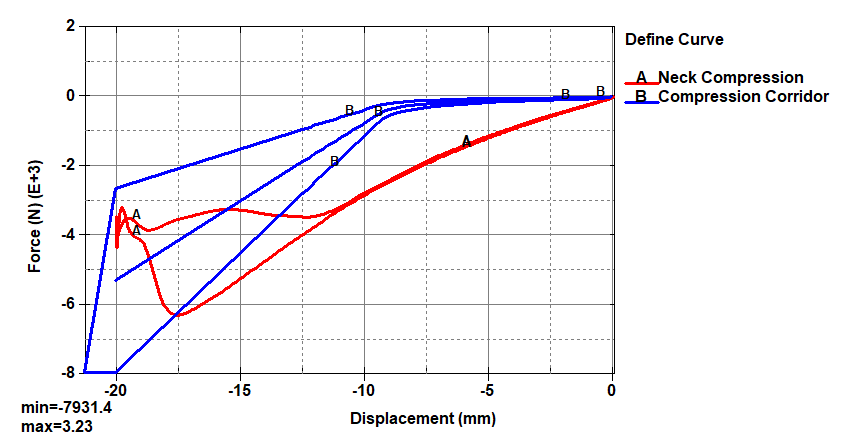 Define Curve
A Neck Compression
B Compression Corridor
Force (N) (E+3)
2
0
-2
-4
-6
-8
B
B
B
B
B
A
A
A
-20
-15
-10
-5
0
Displacement (mm)
min=-7931.4
max=3.23